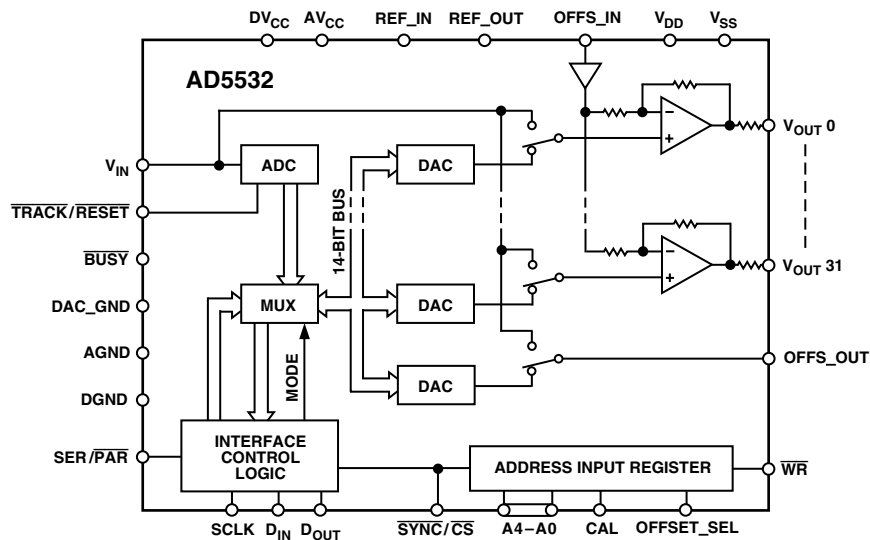 DVCC AVCC REF_IN REF_OUT OFFS_IN VDD VSS
AD5532
VOUT 0
VIN
ADC
DAC
TRACK/RESET
14-BIT BUS
BUSY
VOUT 31
DAC_GND
MUX
DAC
AGND
OFFS_OUT
MODE
DAC
DGND
SER/PAR
INTERFACE
CONTROL
LOGIC
ADDRESS INPUT REGISTER
WR
SCLK DIN DOUT SYNC/CS A4–A0 CAL OFFSET_SEL